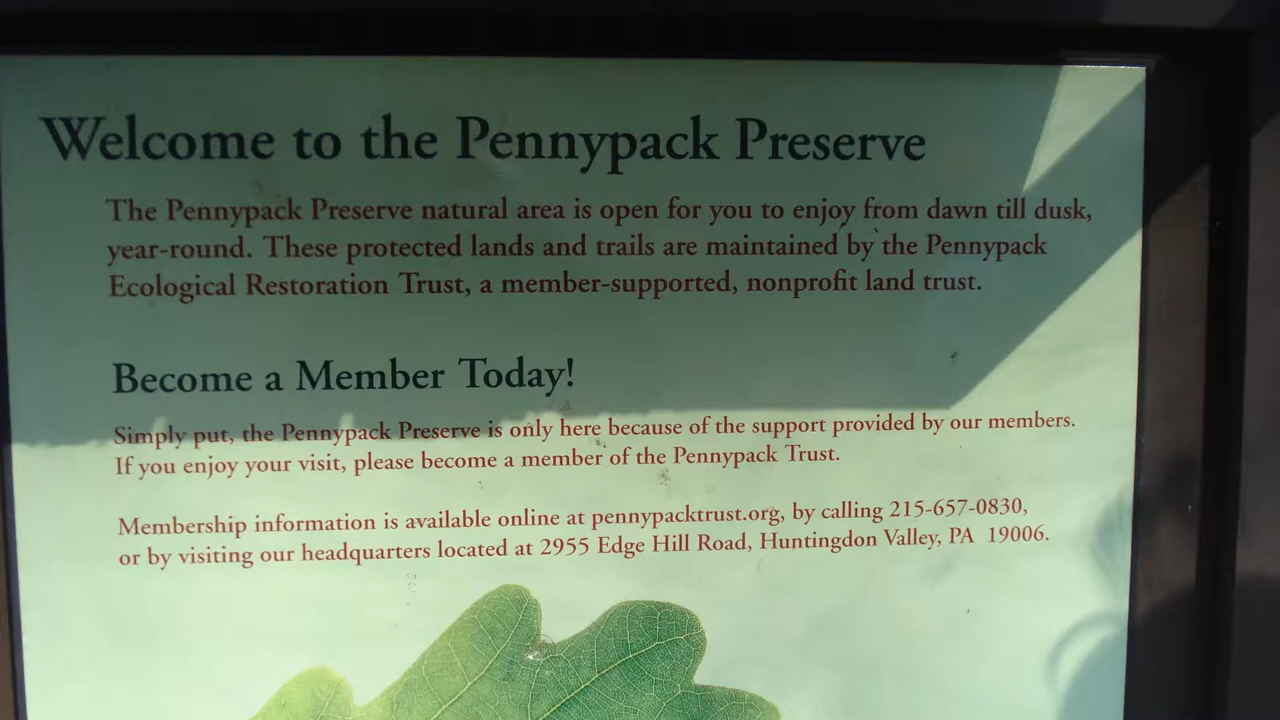 Welcome to the Pennypack Preserve
The Pennypack Preserve natural area is open for you to enjoy from dawn till dusk,
year-round. These protected lands and trails are maintained by the Pennypack
Ecological Restoration Trust, a member-supported, nonprofit land trust.
Become a Member Today!
Simply put, the Pennypack Preserve is only here because of the support provided by our members.
If you enjoy your visit, please become a member of the Pennypack Trust.
Membership information is available online at pennypacktrust.org, by calling 215-657-0830,
or by visiting our headquarters located at 2955 Edge Hill Road, Huntingdon Valley, PA 19006.